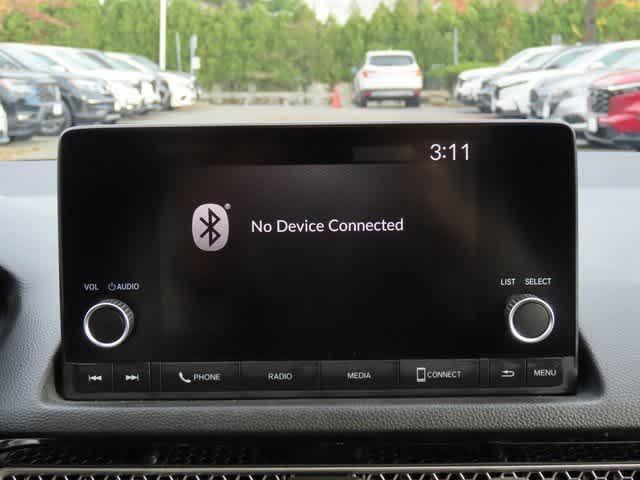 3:11
No Device Connected
VOL AUDIO
LIST SELECT
PHONE RADIO MEDIA CONNECT MENU